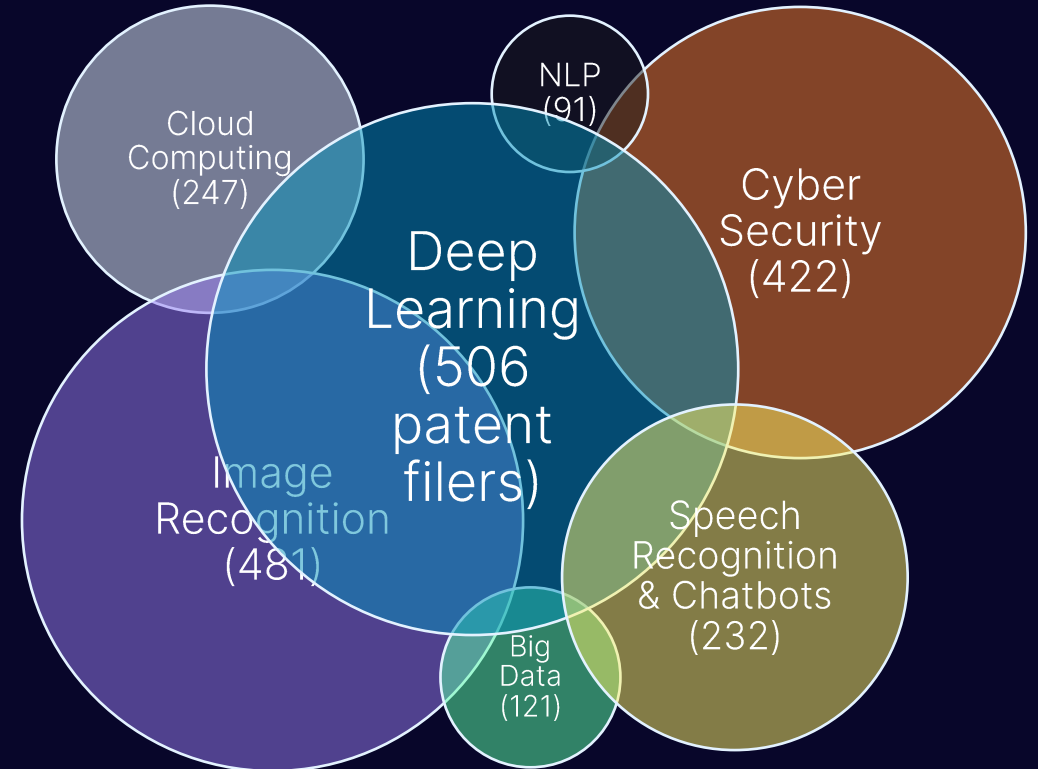 NLP
(91)
Cloud
Computing
(247)
Cyber
Security
(422)
Deep
Learning
(506
patent
filers)
Image
Recognition
(481)
Speech
Recognition
& Chatbots
(232)
Big
Data
(121)